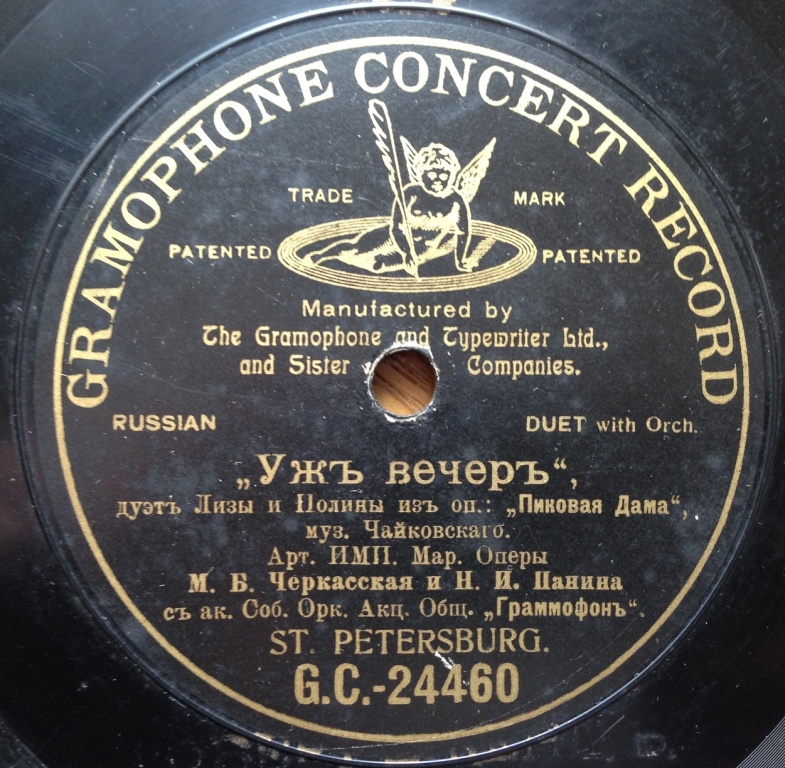 GRAMOPHONE CONCERT RECORD
TRADE MARK
PATENTED PATENTED
Manufactured by
The Gramophone and Typewriter Ltd.,
and Sister Companies.
RUSSIAN DUET with Orch.
„Ужъ вечеръ“,
дуэтъ Лизы и Полины изъ оп.: „Пиковая Дама“,
муз. Чайковскаго.
Арт. ИМП. Мар. Оперы
М. Б. Черкасская и Н. И. Панина
съ ак. Соб. Орк. Акц. Общ. „Граммофонъ“.
ST. PETERSBURG.
G.C.-24460